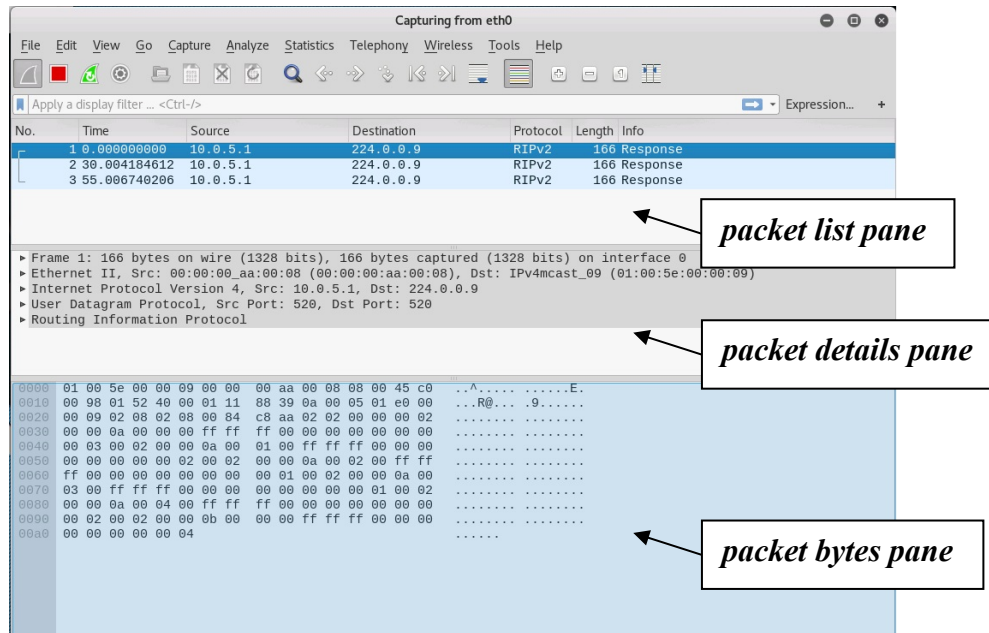 Capturing from eth0
File Edit View Go Capture Analyze Statistics Telephony Wireless Tools Help
Apply a display filter ... <Ctrl-/> Expression... +
No. Time Source Destination Protocol Length Info
1 0.000000000 10.0.5.1 224.0.0.9 RIPv2 166 Response
2 30.004184612 10.0.5.1 224.0.0.9 RIPv2 166 Response
3 55.006740206 10.0.5.1 224.0.0.9 RIPv2 166 Response
packet list pane
Frame 1: 166 bytes on wire (1328 bits), 166 bytes captured (1328 bits) on interface 0
Ethernet II, Src: 00:00:00_aa:00:08 (00:00:00:aa:00:08), Dst: IPv4mcast_09 (01:00:5e:00:00:09)
Internet Protocol Version 4, Src: 10.0.5.1, Dst: 224.0.0.9
User Datagram Protocol, Src Port: 520, Dst Port: 520
Routing Information Protocol
packet details pane
0000 01 00 5e 00 00 09 00 00 00 aa 00 08 08 00 45 c0 ..^..... ......E.
0010 00 98 01 52 40 00 01 11 88 39 0a 00 05 01 e0 00 ...R@... .9......
0020 00 09 02 08 02 08 00 84 c8 aa 02 02 00 00 00 02 ........ ........
0030 00 00 0a 00 00 00 ff ff ff 00 00 00 00 00 00 00 ........ ........
0040 00 03 00 02 00 00 0a 00 01 00 ff ff ff 00 00 00 ........ ........
0050 00 00 00 00 00 02 00 02 00 00 0a 00 02 00 ff ff ........ ........
0060 ff 00 00 00 00 00 00 00 00 01 00 02 00 00 0a 00 ........ ........
0070 03 00 ff ff ff 00 00 00 00 00 00 00 00 01 00 02 ........ ........
0080 00 00 0a 00 04 00 ff ff ff 00 00 00 00 00 00 00 ........ ........
0090 00 02 00 02 00 00 0b 00 00 00 ff ff ff 00 00 00 ........ ........
00a0 00 00 00 00 00 04 ......
packet bytes pane